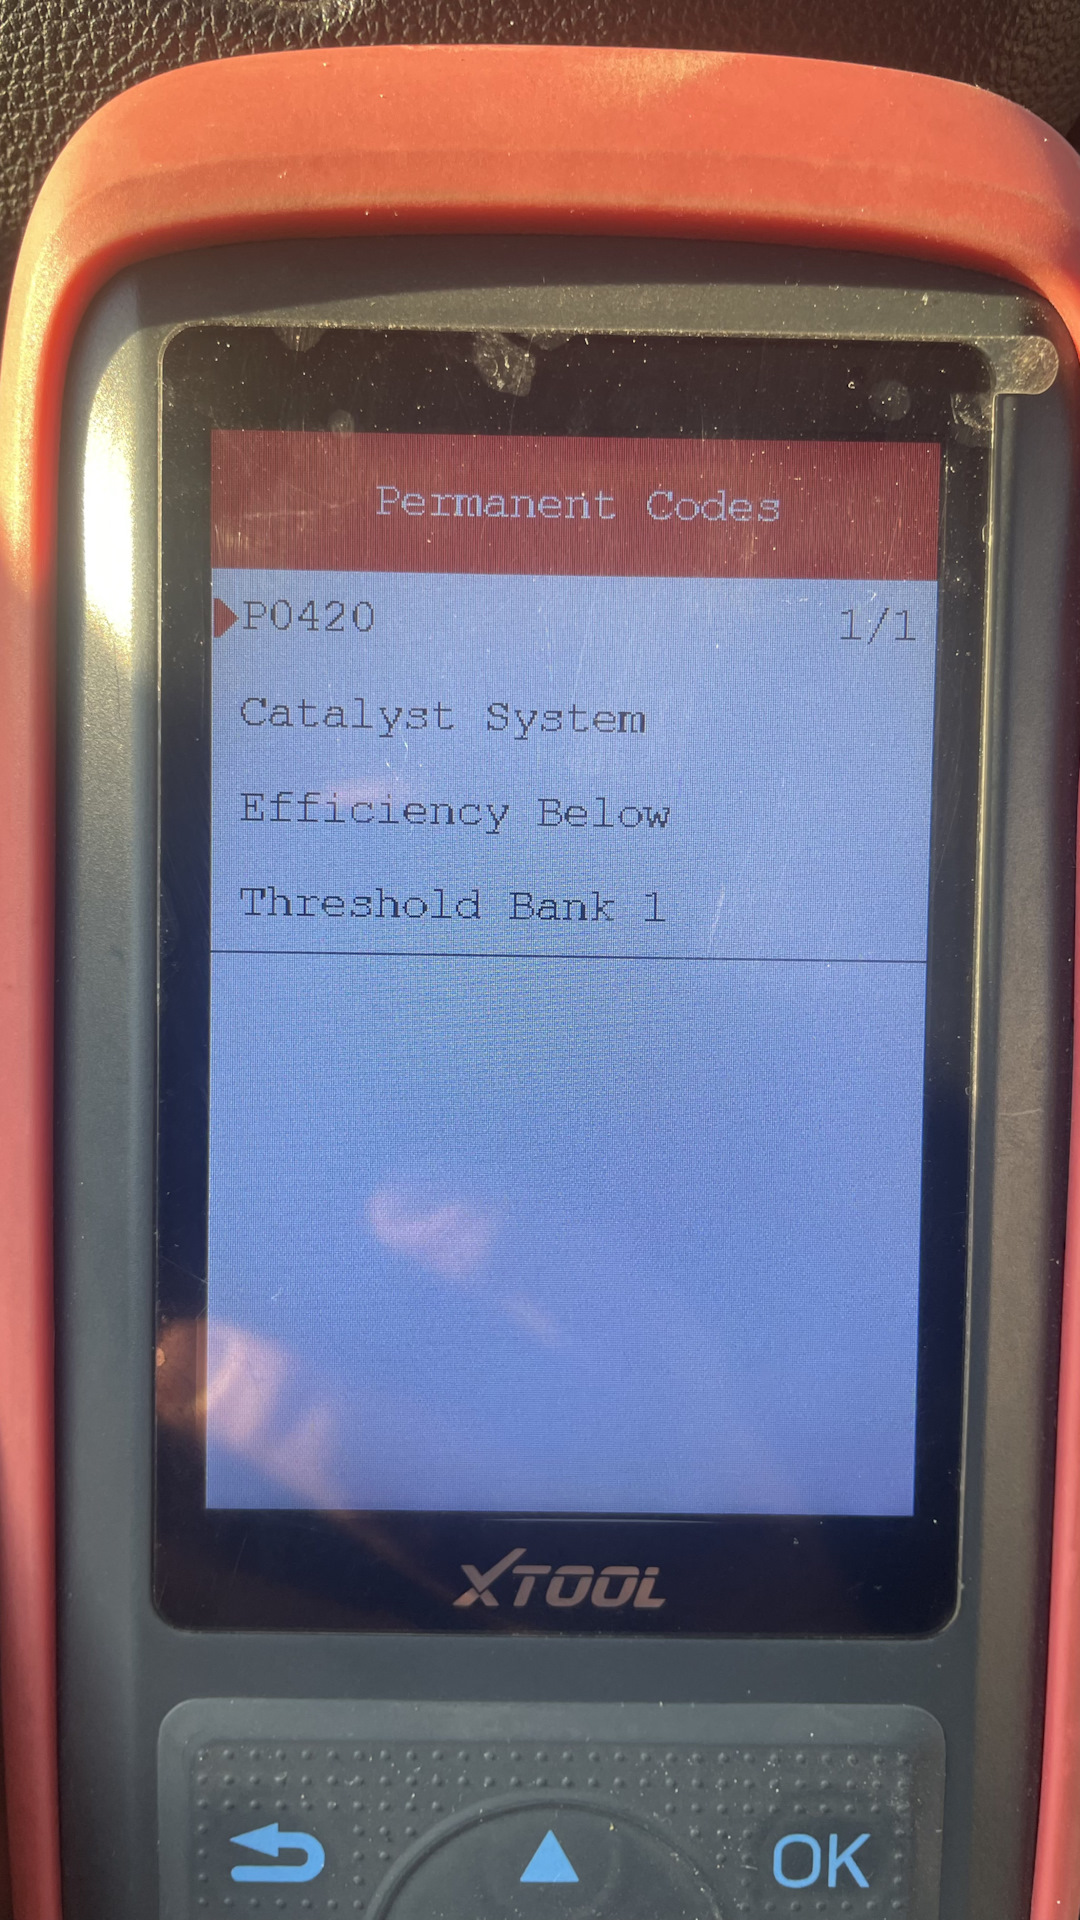 Permanent Codes
P0420 1/1
Catalyst System
Efficiency Below
Threshold Bank 1
XTOOL
OK